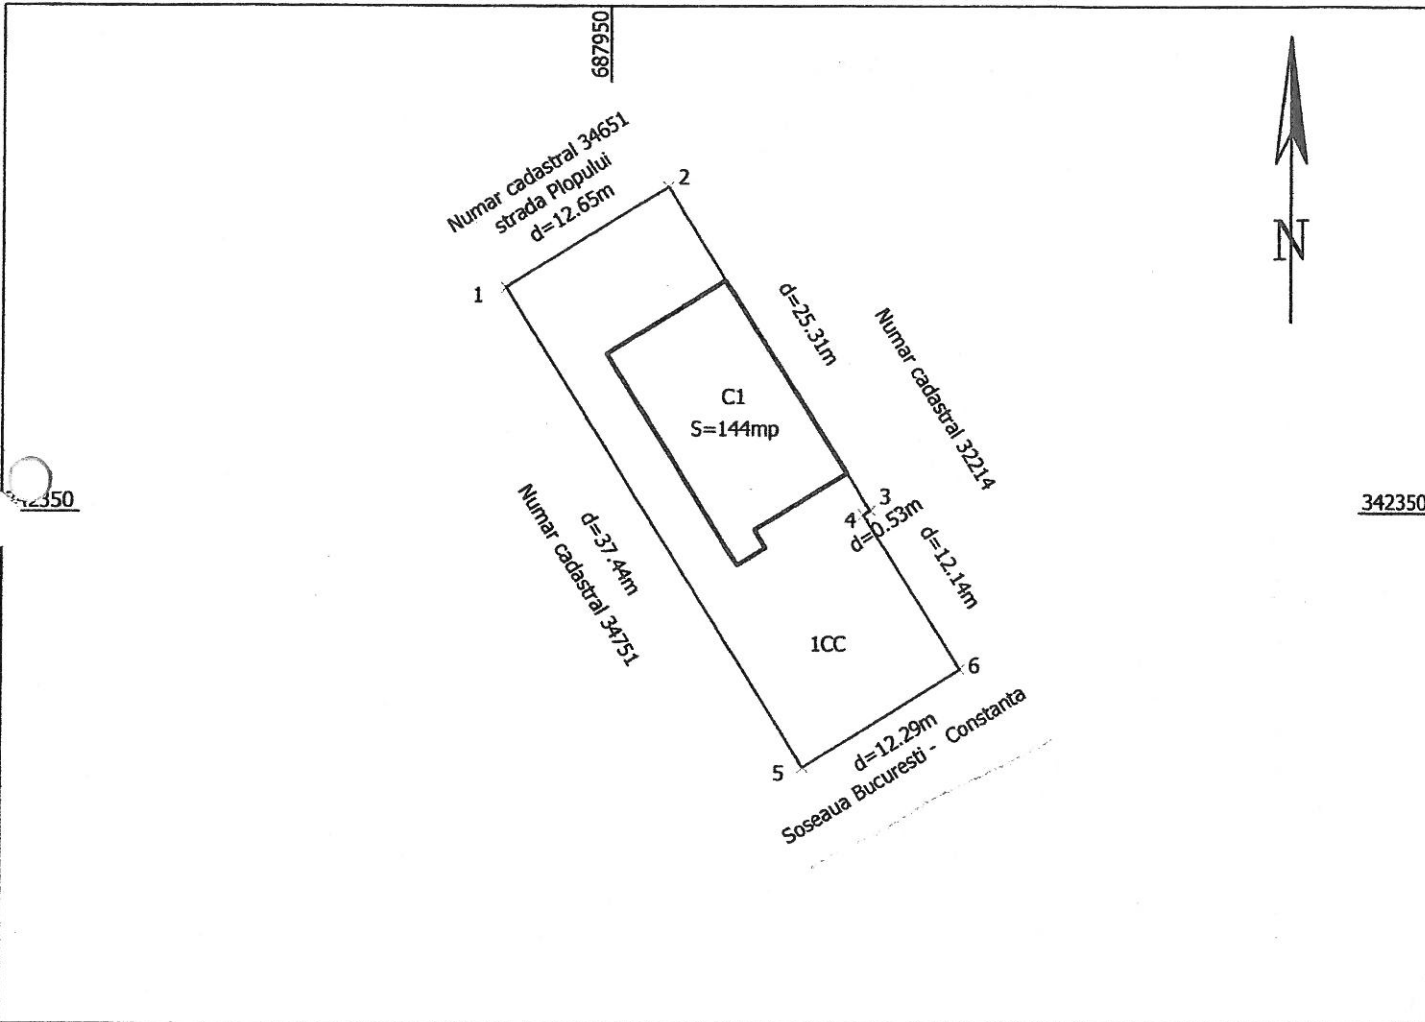 687950
Numar cadastral 34651
strada Plopului
d=12.65m
2
1
N
d=25.31m
Numar cadastral 32214
C1
S=144mp
342350
3
4
d=0.53m
d=12.14m
d=37.44m
Numar cadastral 34751
1CC
6
5
d=12.29m
Soseaua Bucuresti - Constanta